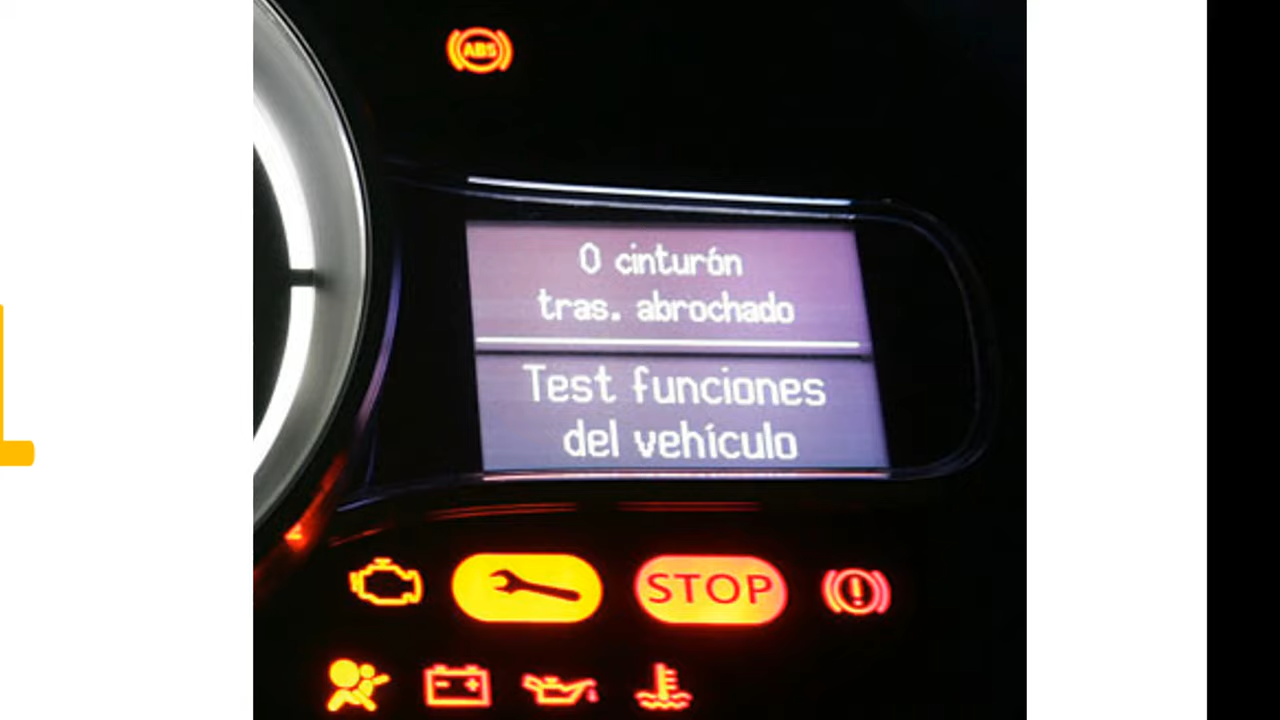 ABS
0 cinturón
tras. abrochado
Test funciones
del vehículo
STOP